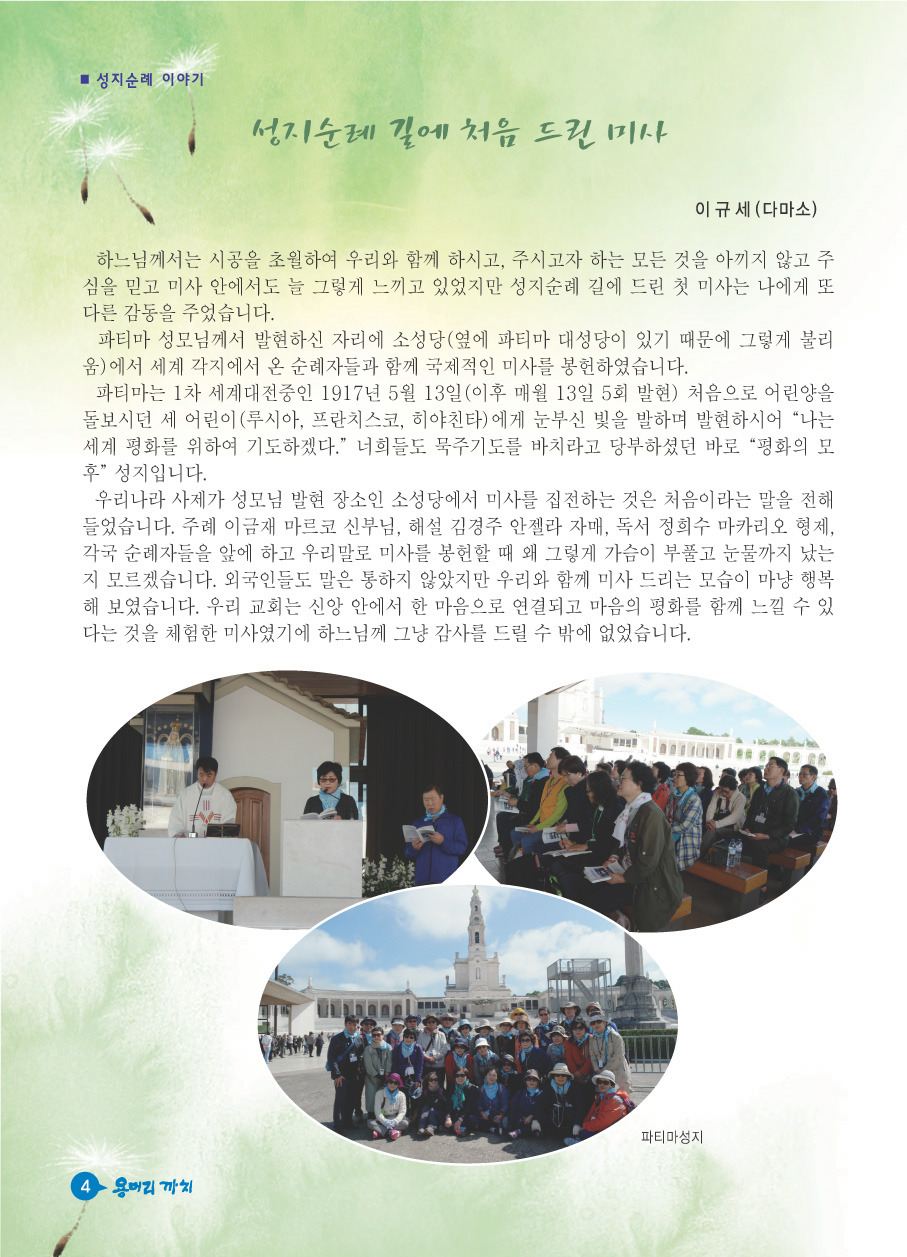 ■ 성지순례 이야기
성지순례 길에 처음 드린 미사
이 규 세 (다마소)
하느님께서는 시공을 초월하여 우리와 함께 하시고, 주시고자 하는 모든 것을 아끼지 않고 주
심을 믿고 미사 안에서도 늘 그렇게 느끼고 있었지만 성지순례 길에 드린 첫 미사는 나에게 또
다른 감동을 주었습니다.
파티마 성모님께서 발현하신 자리에 소성당(옆에 파티마 대성당이 있기 때문에 그렇게 불리
움)에서 세계 각지에서 온 순례자들과 함께 국제적인 미사를 봉헌하였습니다.
파티마는 1차 세계대전중인 1917년 5월 13일(이후 매월 13일 5회 발현) 처음으로 어린양을
돌보시던 세 어린이(루시아, 프란치스코, 히야친타)에게 눈부신 빛을 발하며 발현하시어 “나는
세계 평화를 위하여 기도하겠다.” 너희들도 묵주기도를 바치라고 당부하셨던 바로 “평화의 모
후” 성지입니다.
우리나라 사제가 성모님 발현 장소인 소성당에서 미사를 집전하는 것은 처음이라는 말을 전해
들었습니다. 주례 이금재 마르코 신부님, 해설 김경주 안젤라 자매, 독서 정희수 마카리오 형제,
각국 순례자들을 앞에 하고 우리말로 미사를 봉헌할 때 왜 그렇게 가슴이 부풀고 눈물까지 났는
지 모르겠습니다. 외국인들도 말은 통하지 않았지만 우리와 함께 미사 드리는 모습이 마냥 행복
해 보였습니다. 우리 교회는 신앙 안에서 한 마음으로 연결되고 마음의 평화를 함께 느낄 수 있
다는 것을 체험한 미사였기에 하느님께 그냥 감사를 드릴 수 밖에 없었습니다.
파티마성지
4 용머리 까치